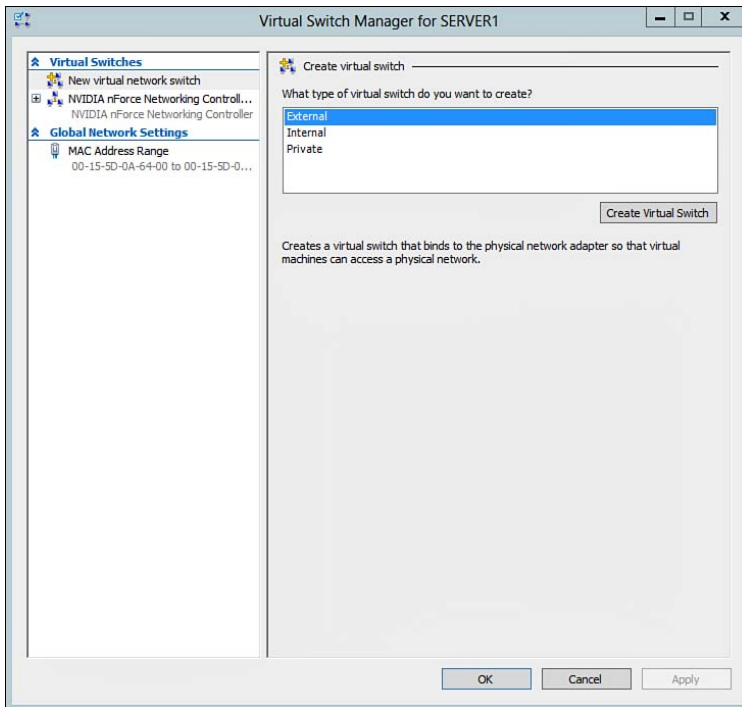 Virtual Switch Manager for SERVER1
Virtual Switches
New virtual network switch
NVIDIA nForce Networking Controll...
NVIDIA nForce Networking Controller
Global Network Settings
MAC Address Range
00-15-5D-0A-64-00 to 00-15-5D-0...
Create virtual switch
What type of virtual switch do you want to create?
External
Internal
Private
Create Virtual Switch
Creates a virtual switch that binds to the physical network adapter so that virtual
machines can access a physical network.
OK
Cancel
Apply